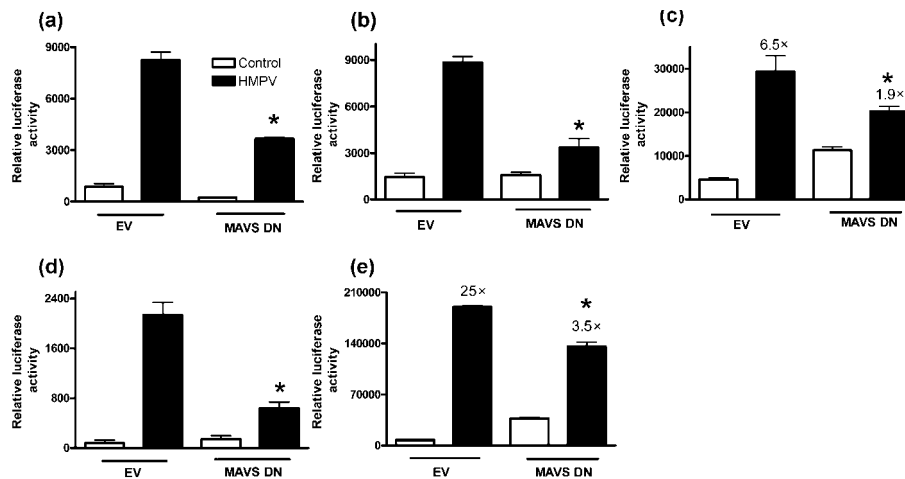 (a)
Relative luciferase
activity
9000
6000
3000
0
Control
HMPV
*
EV
MAVS DN
(b)
Relative luciferase
activity
9000
6000
3000
0
*
EV
MAVS DN
(c)
Relative luciferase
activity
30000
20000
10000
0
6.5×
*
1.9×
EV
MAVS DN
(d)
Relative luciferase
activity
2400
1600
800
0
*
EV
MAVS DN
(e)
Relative luciferase
activity
210000
140000
70000
0
25×
*
3.5×
EV
MAVS DN